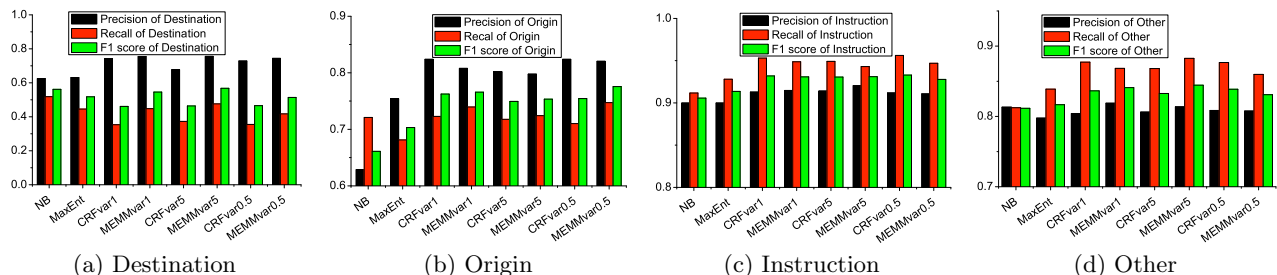 1.0
0.8
0.6
0.4
0.2
0.0
Precision of Destination
Recall of Destination
F1 score of Destination
NB
MaxEnt
CRFvar1
MEMMvar1
CRFvar5
MEMMvar5
CRFvar0.5
MEMMvar0.5
(a) Destination
0.9
0.8
0.7
0.6
Precision of Origin
Recal of Origin
F1 score of Origin
NB
MaxEnt
CRFvar1
MEMMvar1
CRFvar5
MEMMvar5
CRFvar0.5
MEMMvar0.5
(b) Origin
1.0
0.9
0.8
Precision of Instruction
Recall of Instruction
F1 score of Instruction
NB
MaxEnt
CRFvar1
MEMMvar1
CRFvar5
MEMMvar5
CRFvar0.5
MEMMvar0.5
(c) Instruction
0.9
0.8
0.7
Precision of Other
Recall of Other
F1 score of Other
NB
MaxEnt
CRFvar1
MEMMvar1
CRFvar5
MEMMvar5
CRFvar0.5
MEMMvar0.5
(d) Other